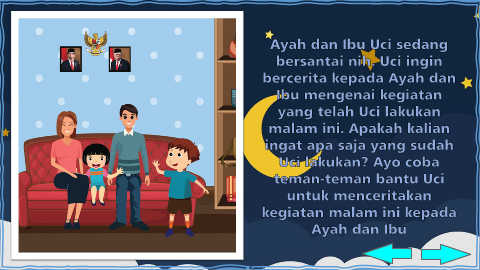 Ayah dan Ibu Uci sedang
bersantai nih. Uci ingin
bercerita kepada Ayah dan
Ibu mengenai kegiatan
yang telah Uci lakukan
malam ini. Apakah kalian
ingat apa saja yang sudah
Uci lakukan? Ayo coba
teman-teman bantu Uci
untuk menceritakan
kegiatan malam ini kepada
Ayah dan Ibu